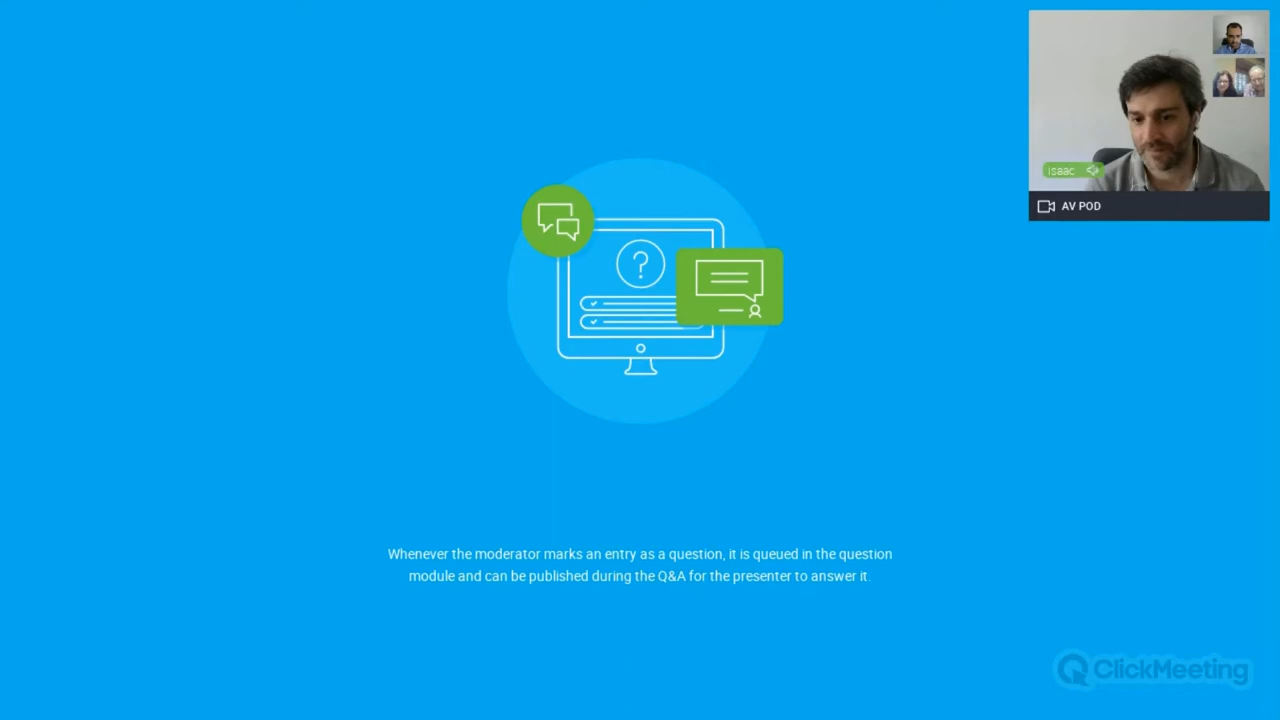 isaac
AV POD
?
Whenever the moderator marks an entry as a question, it is queued in the question
module and can be published during the Q&A for the presenter to answer it.
ClickMeeting